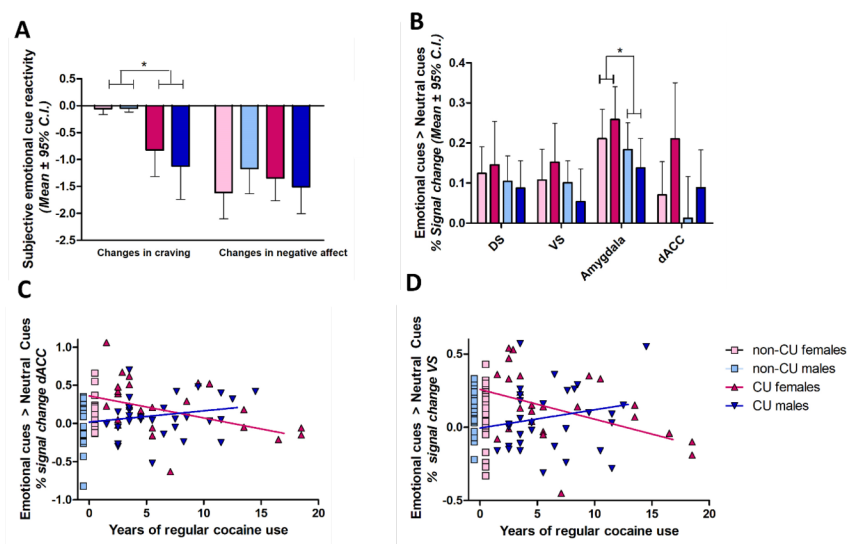 A
Subjective emotional cue reactivity
(Mean ± 95% C.I.)
0.5
0.0
-0.5
-1.0
-1.5
-2.0
-2.5
*
Changes in craving
Changes in negative affect
B
Emotional cues > Neutral cues
% Signal change (Mean ± 95% C.I.)
0.4
0.3
0.2
0.1
0.0
*
DS
VS
Amygdala
dACC
C
Emotional Cues > Neutral Cues
% signal change dACC
1.0
0.5
0.0
-0.5
-1.0
0
5
10
15
20
Years of regular cocaine use
D
Emotional Cues > Neutral Cues
% signal change VS
0.5
0.0
-0.5
0
5
10
15
20
Years of regular cocaine use
non-CU females
non-CU males
CU females
CU males